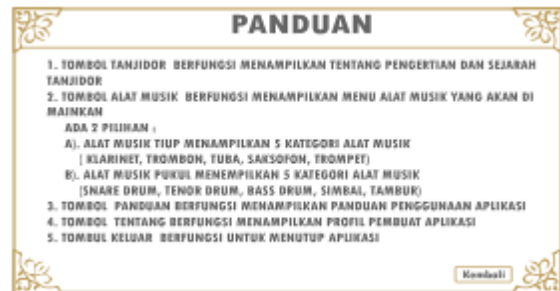 PANDUAN
1. TOMBOL TANJIDOR BERFUNGSI MENAMPILKAN TENTANG PENGERTIAN DAN SEJARAH
TANJIDOR
2. TOMBOL ALAT MUSIK BERFUNGSI MENAMPILKAN MENU ALAT MUSIK YANG AKAN DI
MAINKAN
ADA 2 PILIHAN :
A). ALAT MUSIK TIUP MENAMPILKAN 5 KATEGORI ALAT MUSIK
( KLARINET, TROMBON, TUBA, SAKSOFON, TROMPET)
B). ALAT MUSIK PUKUL MENEMPILKAN 5 KATEGORI ALAT MUSIK
(SNARE DRUM, TENOR DRUM, BASS DRUM, SIMBAL, TAMBUR)
3. TOMBOL PANDUAN BERFUNGSI MENAMPILKAN PANDUAN PENGGUNAAN APLIKASI
4. TOMBOL TENTANG BERFUNGSI MENAMPILKAN PROFIL PEMBUAT APLIKASI
5. TOMBUL KELUAR BERFUNGSI UNTUK MENUTUP APLIKASI
Kembali